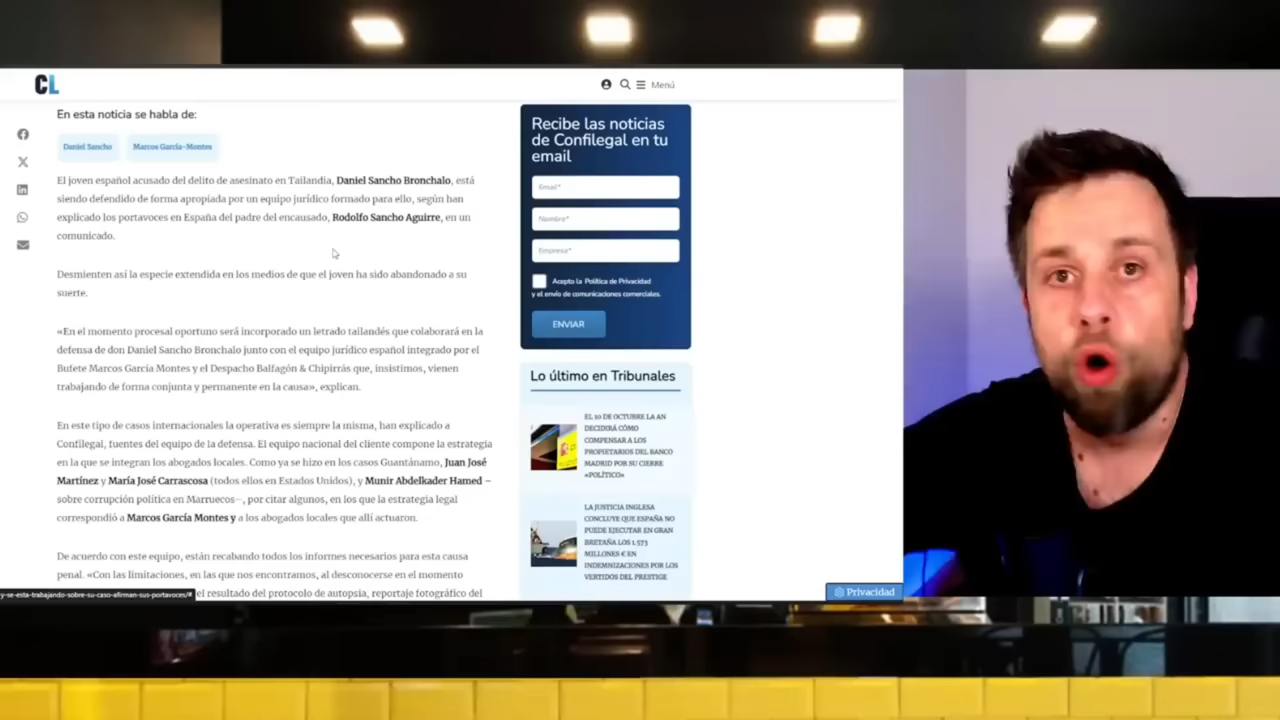 CL
Menú
En esta noticia se habla de:
Daniel Sancho
Marcos García-Montes
El joven español acusado del delito de asesinato en Tailandia, Daniel Sancho Bronchalo, está
siendo defendido de forma apropiada por un equipo jurídico formado para ello, según han
explicado los portavoces en España del padre del encausado, Rodolfo Sancho Aguirre, en un
comunicado.
Desmienten así la especie extendida en los medios de que el joven ha sido abandonado a su
suerte.
«En el momento procesal oportuno será incorporado un letrado tailandés que colaborará en la
defensa de don Daniel Sancho Bronchalo junto con el equipo jurídico español integrado por el
Bufete Marcos García Montes y el Despacho Balfagón & Chipirrás que, insistimos, vienen
trabajando de forma conjunta y permanente en la causa», explican.
En este tipo de casos internacionales la operativa es siempre la misma, han explicado a
Confilegal, fuentes del equipo de la defensa. El equipo nacional del cliente compone la estrategia
en la que se integran los abogados locales. Como ya se hizo en los casos Guantánamo, Juan José
Martínez y María José Carrascosa (todos ellos en Estados Unidos), y Munir Abdelkader Hamed –
sobre corrupción política en Marruecos–, por citar algunos, en los que la estrategia legal
correspondió a Marcos García Montes y a los abogados locales que allí actuaron.
De acuerdo con este equipo, están recabando todos los informes necesarios para esta causa
penal. «Con las limitaciones, en las que nos encontramos, al desconocerse en el momento
el resultado del protocolo de autopsia, reportaje fotográfico del
y-se-esta-trabajando-sobre-su-caso-afirman-sus-portavoces/#
Recibe las noticias
de Confilegal en tu
email
Email*
Nombre*
Empresa*
Acepto la Política de Privacidad
y el envío de comunicaciones comerciales.
ENVIAR
Lo último en Tribunales
EL 10 DE OCTUBRE LA AN
DECIDIRÁ CÓMO
COMPENSAR A LOS
PROPIETARIOS DEL BANCO
MADRID POR SU CIERRE
«POLÍTICO»
LA JUSTICIA INGLESA
CONCLUYE QUE ESPAÑA NO
PUEDE EJECUTAR EN GRAN
BRETAÑA LOS 1.573
MILLONES € EN
INDEMNIZACIONES POR LOS
VERTIDOS DEL PRESTIGE
Privacidad